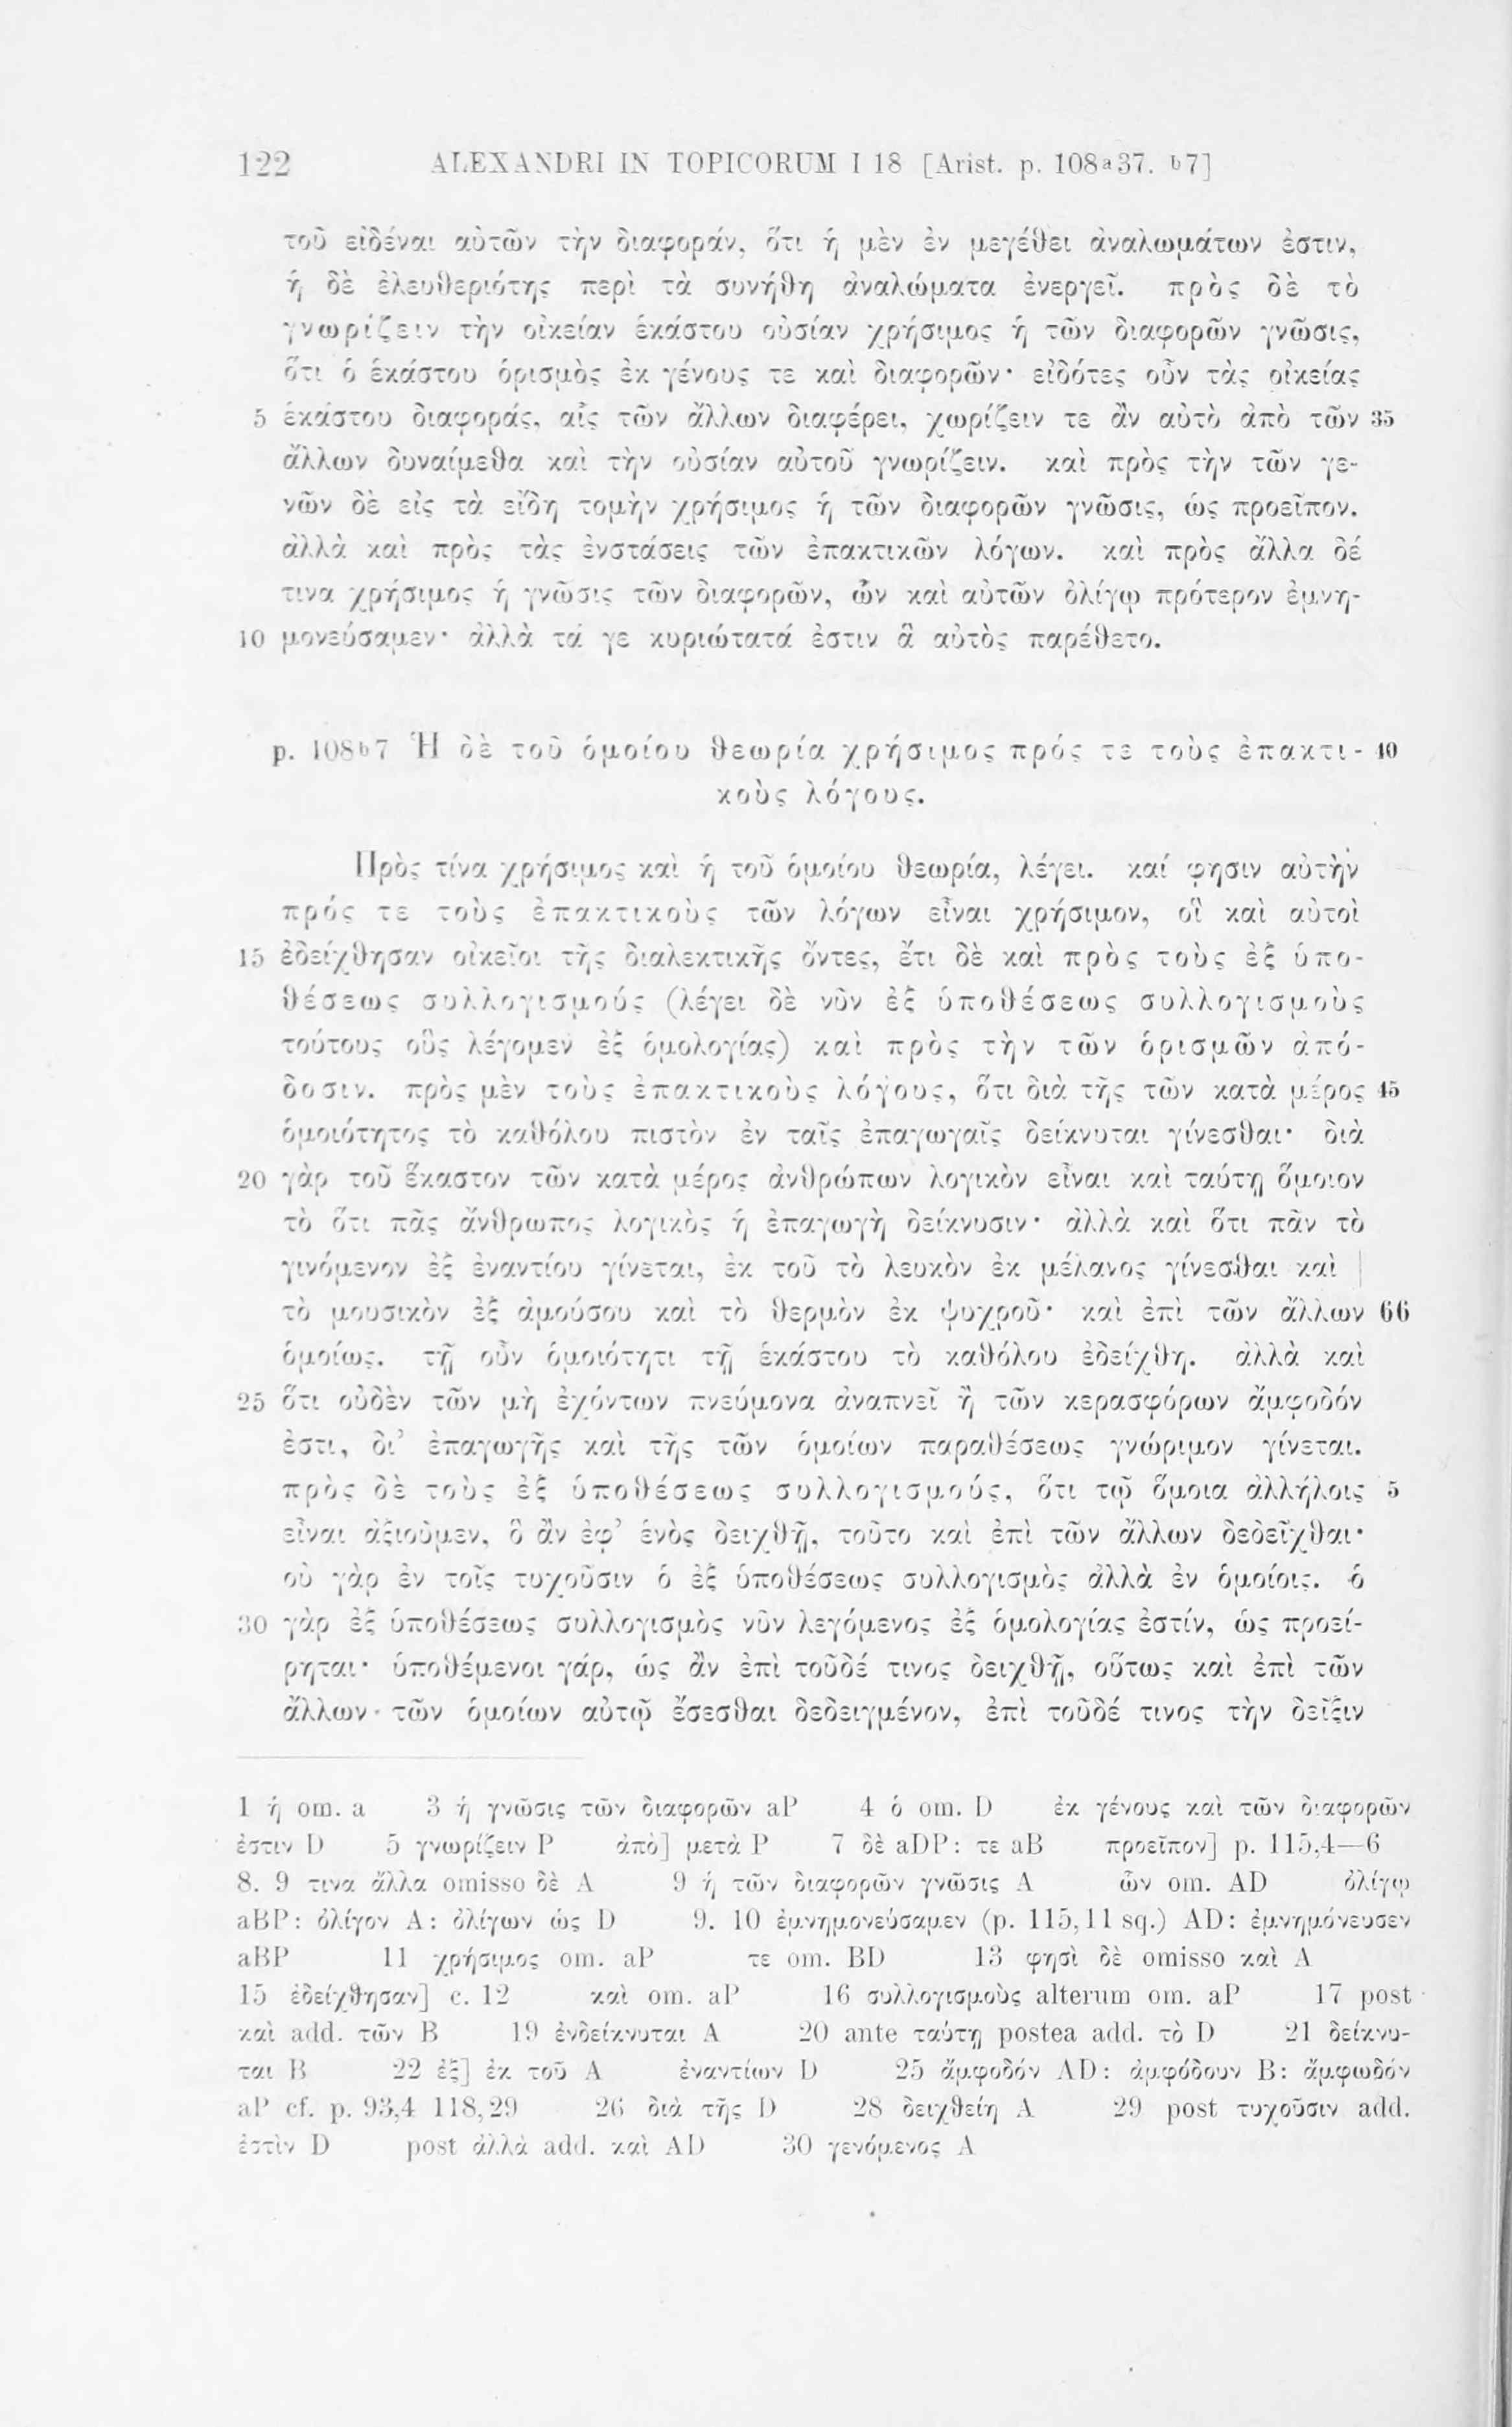 122 ALEXANDRI IN TOPICORUM I 18 [Arist. p. 108a37. b7]
τοῦ εἰδέναι αὐτῶν τὴν διαφοράν, ὅτι ἡ μὲν ἐν μεγέθει ἀναλωμάτων ἐστιν,
ἡ δὲ ἐλευθεριότης περὶ τὰ συνήθη ἀναλώματα ἐνεργεῖ. πρὸς δὲ τὸ
γνωρίζειν τὴν οἰκείαν ἑκάστου οὐσίαν χρήσιμος ἡ τῶν διαφορῶν γνῶσις,
ὅτι ὁ ἑκάστου ὁρισμὸς ἐκ γένους τε καὶ διαφορῶν· εἰδότες οὖν τὰς οἰκείας
5 ἑκάστου διαφοράς, αἷς τῶν ἄλλων διαφέρει, χωρίζειν τε ἂν αὐτὸ ἀπὸ τῶν 35
ἄλλων δυναίμεθα καὶ τὴν οὐσίαν αὐτοῦ γνωρίζειν. καὶ πρὸς τὴν τῶν γε-
νῶν δὲ εἰς τὰ εἴδη τομὴν χρήσιμος ἡ τῶν διαφορῶν γνῶσις, ὡς προεῖπον.
ἀλλὰ καὶ πρὸς τὰς ἐνστάσεις τῶν ἐπακτικῶν λόγων. καὶ πρὸς ἄλλα δέ
τινα χρήσιμος ἡ γνῶσις τῶν διαφορῶν, ὧν καὶ αὐτῶν ὀλίγῳ πρότερον ἐμνη-
10 μονεύσαμεν· ἀλλὰ τά γε κυριώτατά ἐστιν ἃ αὐτὸς παρέθετο.
p. 108b7 Ἡ δὲ τοῦ ὁμοίου θεωρία χρήσιμος πρός τε τοὺς ἐπακτι- 40
κοὺς λόγους.
Πρὸς τίνα χρήσιμος καὶ ἡ τοῦ ὁμοίου θεωρία, λέγει. καί φησιν αὐτὴν
πρός τε τοὺς ἐπακτικοὺς τῶν λόγων εἶναι χρήσιμον, οἳ καὶ αὐτοὶ
15 ἐδείχθησαν οἰκεῖοι τῆς διαλεκτικῆς ὄντες, ἔτι δὲ καὶ πρὸς τοὺς ἐξ ὑπο-
θέσεως συλλογισμούς (λέγει δὲ νῦν ἐξ ὑποθέσεως συλλογισμοὺς
τούτους οὓς λέγομεν ἐξ ὁμολογίας) καὶ πρὸς τὴν τῶν ὁρισμῶν ἀπό-
δοσιν. πρὸς μὲν τοὺς ἐπακτικοὺς λόγους, ὅτι διὰ τῆς τῶν κατὰ μέρος 45
ὁμοιότητος τὸ καθόλου πιστὸν ἐν ταῖς ἐπαγωγαῖς δείκνυται γίνεσθαι· διὰ
20 γὰρ τοῦ ἕκαστον τῶν κατὰ μέρος ἀνθρώπων λογικὸν εἶναι καὶ ταύτῃ ὅμοιον
τὸ ὅτι πᾶς ἄνθρωπος λογικὸς ἡ ἐπαγωγὴ δείκνυσιν· ἀλλὰ καὶ ὅτι πᾶν τὸ
γινόμενον ἐξ ἐναντίου γίνεται, ἐκ τοῦ τὸ λευκὸν ἐκ μέλανος γίνεσθαι καὶ |
τὸ μουσικὸν ἐξ ἀμούσου καὶ τὸ θερμὸν ἐκ ψυχροῦ· καὶ ἐπὶ τῶν ἄλλων 66
ὁμοίως. τῇ οὖν ὁμοιότητι τῇ ἑκάστου τὸ καθόλου ἐδείχθη. ἀλλὰ καὶ
25 ὅτι οὐδὲν τῶν μὴ ἐχόντων πνεύμονα ἀναπνεῖ ἢ τῶν κερασφόρων ἄμφοδόν
ἐστι, δι᾽ ἐπαγωγῆς καὶ τῆς τῶν ὁμοίων παραθέσεως γνώριμον γίνεται.
πρὸς δὲ τοὺς ἐξ ὑποθέσεως συλλογισμούς, ὅτι τῷ ὅμοια ἀλλήλοις 5
εἶναι ἀξιοῦμεν, ὃ ἂν ἐφ᾽ ἑνὸς δειχθῇ, τοῦτο καὶ ἐπὶ τῶν ἄλλων δεδεῖχθαι·
οὐ γὰρ ἐν τοῖς τυχοῦσιν ὁ ἐξ ὑποθέσεως συλλογισμὸς ἀλλὰ ἐν ὁμοίοις. ὁ
30 γὰρ ἐξ ὑποθέσεως συλλογισμὸς νῦν λεγόμενος ἐξ ὁμολογίας ἐστίν, ὡς προεί-
ρηται· ὑποθέμενοι γάρ, ὡς ἂν ἐπὶ τοῦδέ τινος δειχθῇ, οὕτως καὶ ἐπὶ τῶν
ἄλλων τῶν ὁμοίων αὐτῷ ἔσεσθαι δεδειγμένον, ἐπὶ τοῦδέ τινος τὴν δεῖξιν
1 ἡ om. a 3 ἡ γνῶσις τῶν διαφορῶν aP 4 ὁ om. D ἐκ γένους καὶ τῶν διαφορῶν
ἐστιν D 5 γνωρίζειν P ἀπὸ] μετὰ P 7 δὲ aDP: τε aB προεῖπον] p. 115,4—6
8. 9 τινα ἄλλα omisso δὲ A 9 ἡ τῶν διαφορῶν γνῶσις A ὧν om. AD ὀλίγῳ
aBP: ὀλίγον A: ὀλίγων ὡς D 9. 10 ἐμνημονεύσαμεν (p. 115,11 sq.) AD: ἐμνημόνευσεν
aBP 11 χρήσιμος om. aP τε om. BD 13 φησὶ δὲ omisso καὶ A
15 ἐδείχθησαν] c. 12 καὶ om. aP 16 συλλογισμοὺς alterum om. aP 17 post
καὶ add. τῶν B 19 ἐνδείκνυται A 20 ante ταύτῃ postea add. τὸ D 21 δείκνυ-
ται B 22 ἐξ] ἐκ τοῦ A ἐναντίων D 25 ἄμφοδόν AD: ἀμφόδουν B: ἄμφωδόν
aP cf. p. 93,4 118,29 26 διὰ τῆς D 28 δειχθείη A 29 post τυχοῦσιν add.
ἐστὶν D post ἀλλὰ add. καὶ AD 30 γενόμενος A